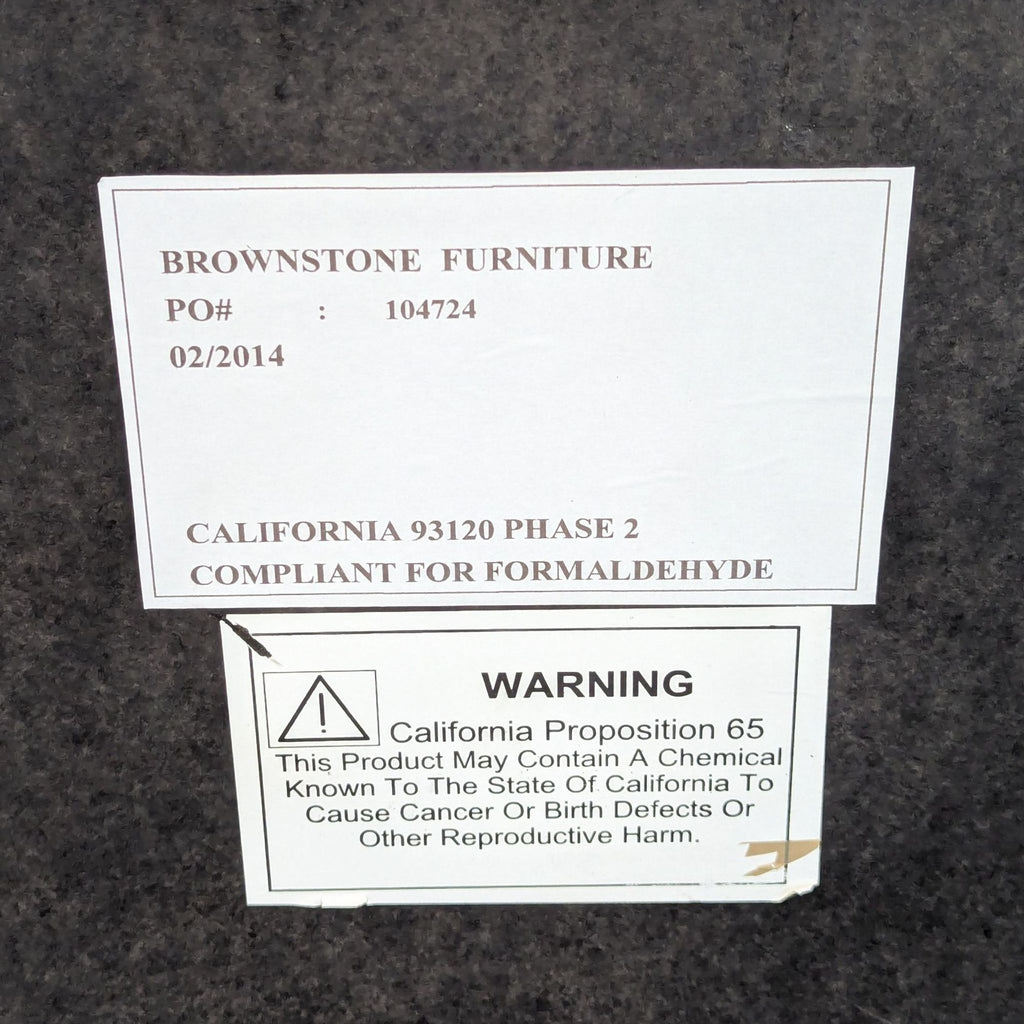 BROWNSTONE FURNITURE
PO# : 104724
02/2014
CALIFORNIA 93120 PHASE 2
COMPLIANT FOR FORMALDEHYDE
WARNING
California Proposition 65
This Product May Contain A Chemical
Known To The State Of California To
Cause Cancer Or Birth Defects Or
Other Reproductive Harm.